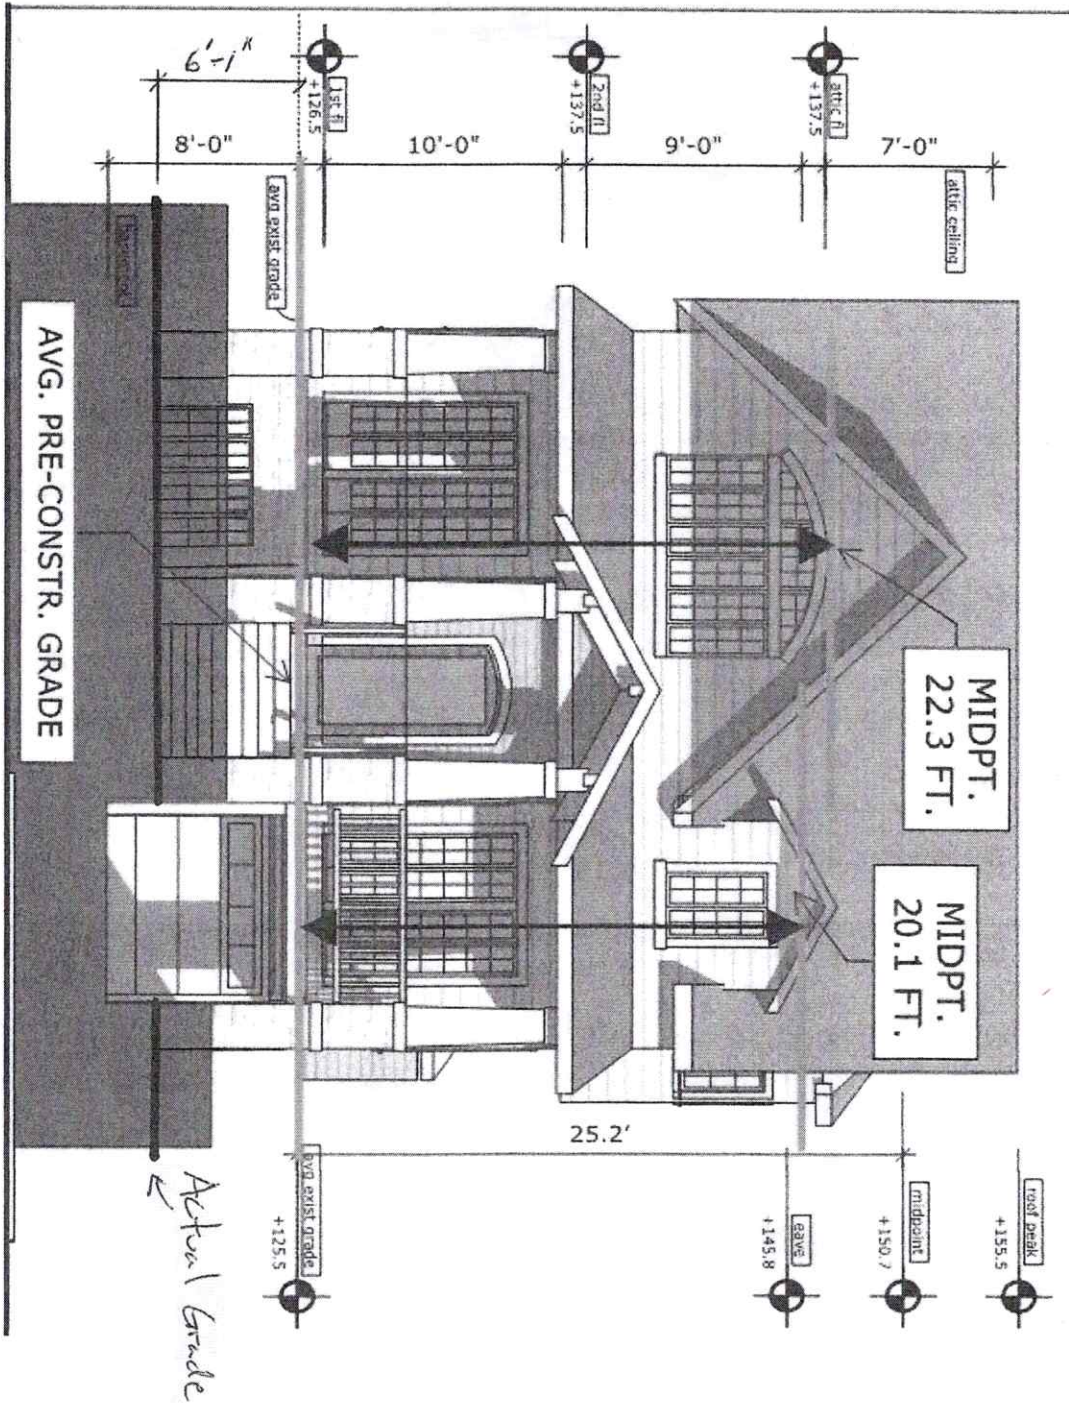 6'-1"
1st fl
+126.5
2nd fl
+137.5
attic fl
+137.5
8'-0"
10'-0"
9'-0"
7'-0"
avg exist grade
attic ceiling
AVG. PRE-CONSTR. GRADE
MIDPT.
22.3 FT.
MIDPT.
20.1 FT.
25.2'
avg exist grade
+125.5
eave
+145.8
midpoint
+150.7
roof peak
+155.5
Actual Grade